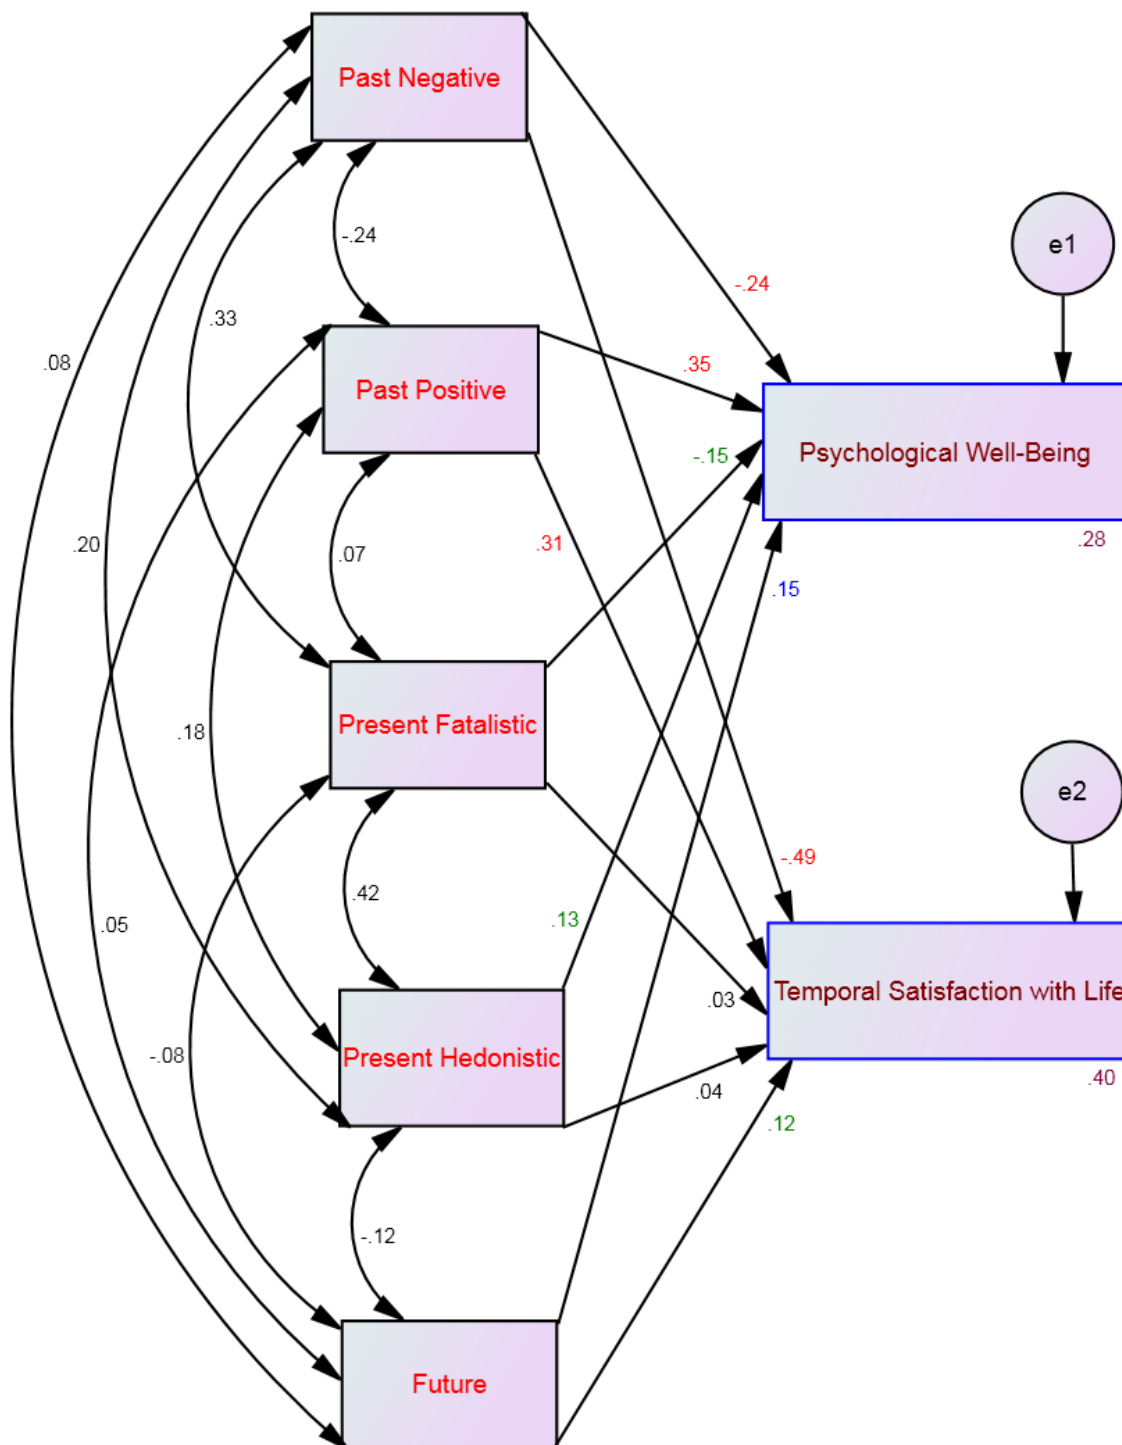 Past Negative
-.24
e1
-.24
.33
.08
.35
Past Positive
-.15
Psychological Well-Being
.28
.20
.31
.07
.15
.18
Present Fatalistic
e2
-.49
.42
.13
.05
.03
Temporal Satisfaction with Life
-.08
Present Hedonistic
.40
.04
.12
-.12
Future